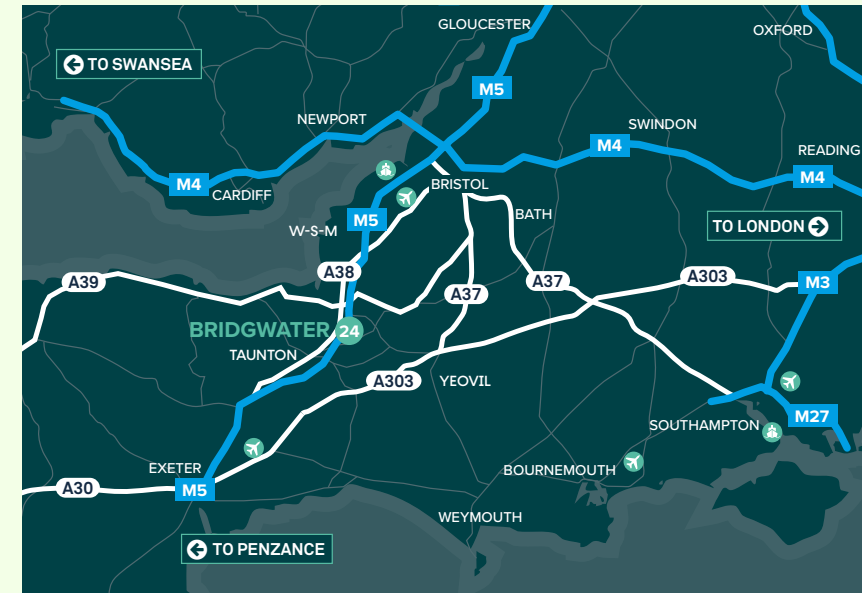 GLOUCESTER
OXFORD
TO SWANSEA
M5
NEWPORT
SWINDON
M4
READING
M4
M4
CARDIFF
BRISTOL
BATH
M5
W-S-M
TO LONDON
A38
A39
A37
A37
A303
M3
BRIDGWATER 24
TAUNTON
A303
YEOVIL
M27
SOUTHAMPTON
EXETER
BOURNEMOUTH
A30
M5
WEYMOUTH
TO PENZANCE